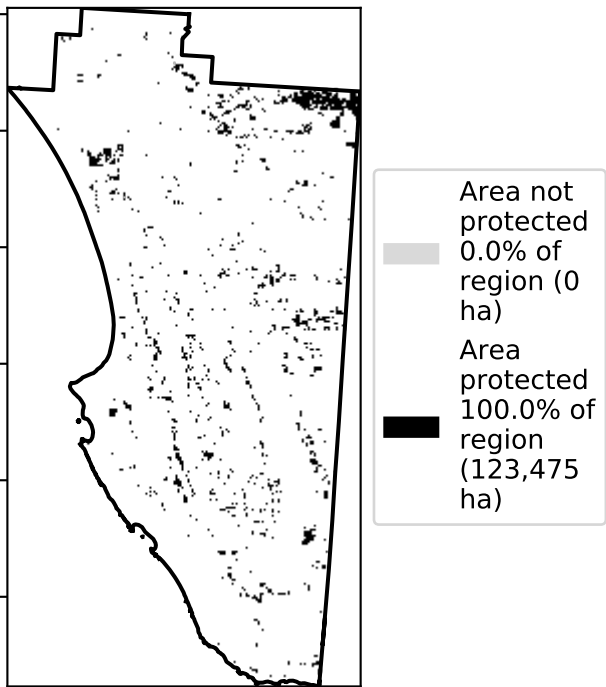 Area not
protected
0.0% of
region (0
ha)
Area
protected
100.0% of
region
(123,475
ha)